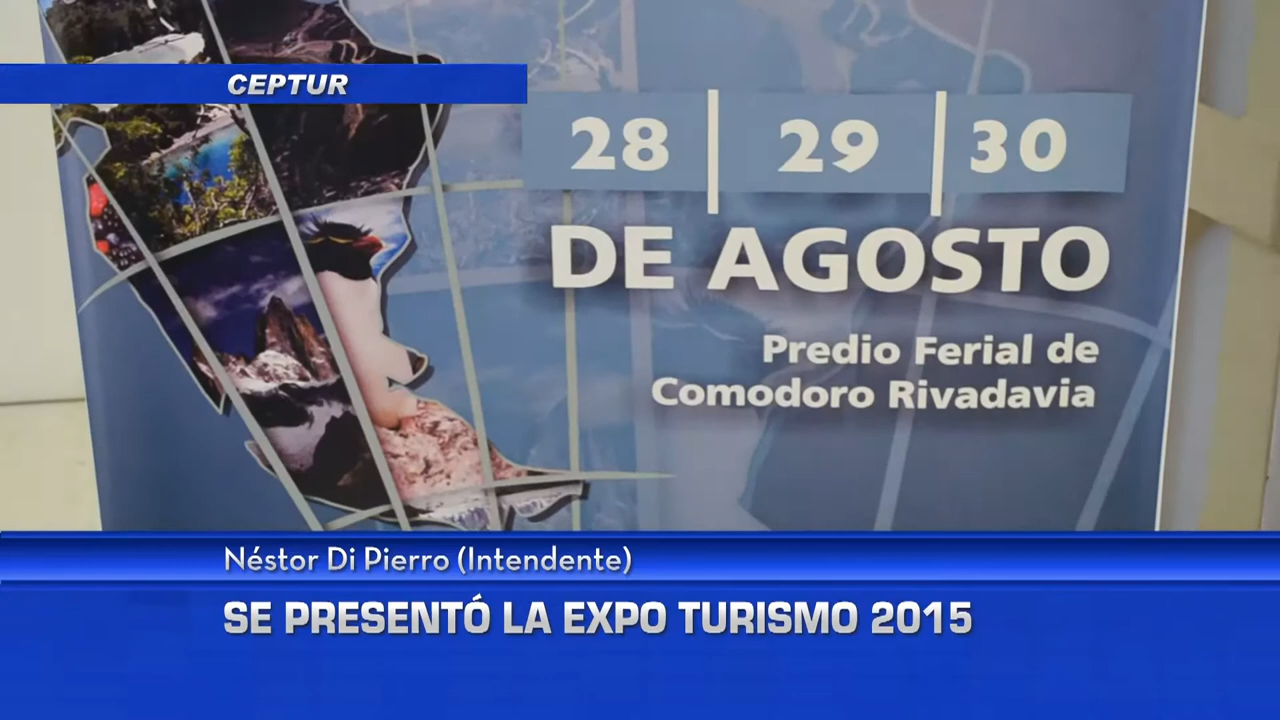 CEPTUR
28 | 29 | 30
DE AGOSTO
Predio Ferial de
Comodoro Rivadavia
Néstor Di Pierro (Intendente)
SE PRESENTÓ LA EXPO TURISMO 2015